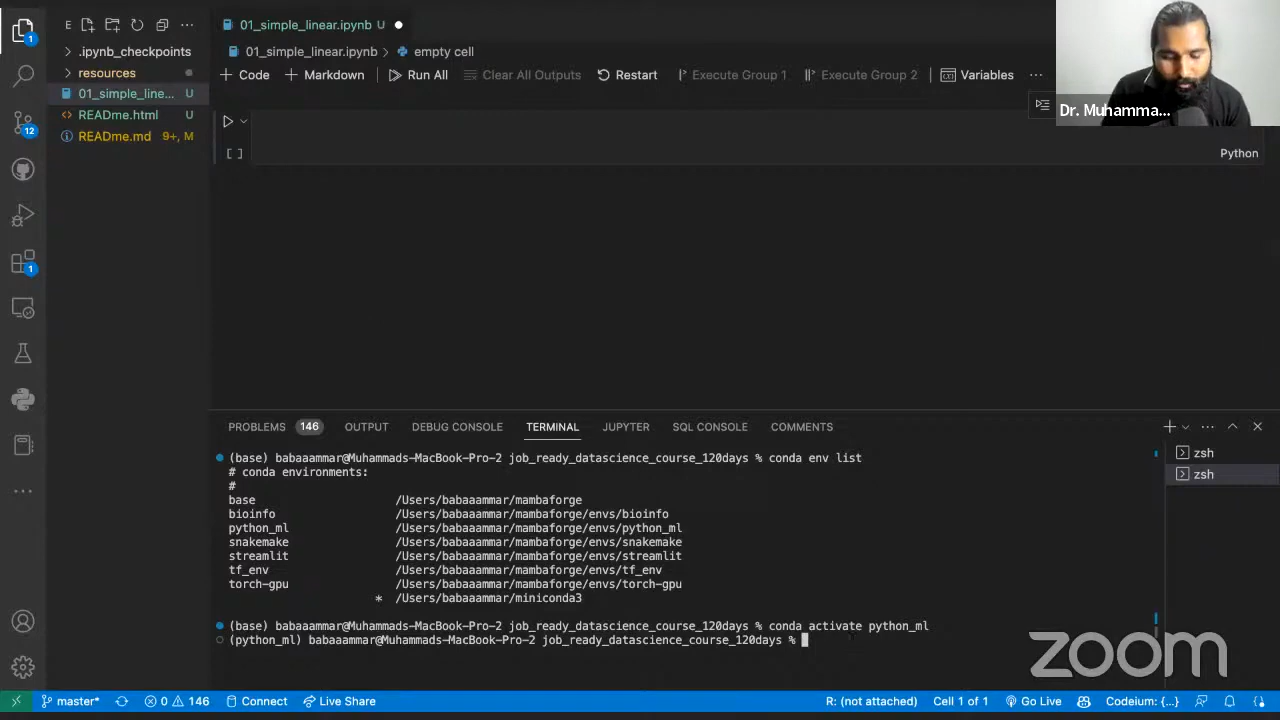 1
E
01_simple_linear.ipynb U
.ipynb_checkpoints
01_simple_linear.ipynb > empty cell
resources
Code
Markdown
Run All
Clear All Outputs
Restart
Execute Group 1
Execute Group 2
Variables
01_simple_line... U
READme.html U
READme.md 9+, M
Dr. Muhamma...
12
[ ]
Python
1
PROBLEMS 146 OUTPUT DEBUG CONSOLE TERMINAL JUPYTER SQL CONSOLE COMMENTS
(base) babaaammar@Muhammads-MacBook-Pro-2 job_ready_datascience_course_120days % conda env list
# conda environments:
#
base /Users/babaaammar/mambaforge
bioinfo /Users/babaaammar/mambaforge/envs/bioinfo
python_ml /Users/babaaammar/mambaforge/envs/python_ml
snakemake /Users/babaaammar/mambaforge/envs/snakemake
streamlit /Users/babaaammar/mambaforge/envs/streamlit
tf_env /Users/babaaammar/mambaforge/envs/tf_env
torch-gpu /Users/babaaammar/mambaforge/envs/torch-gpu
* /Users/babaaammar/miniconda3
(base) babaaammar@Muhammads-MacBook-Pro-2 job_ready_datascience_course_120days % conda activate python_ml
(python_ml) babaaammar@Muhammads-MacBook-Pro-2 job_ready_datascience_course_120days %
zsh
zsh
zoom
master* 0 146 Connect Live Share R: (not attached) Cell 1 of 1 Go Live Codeium: {...}